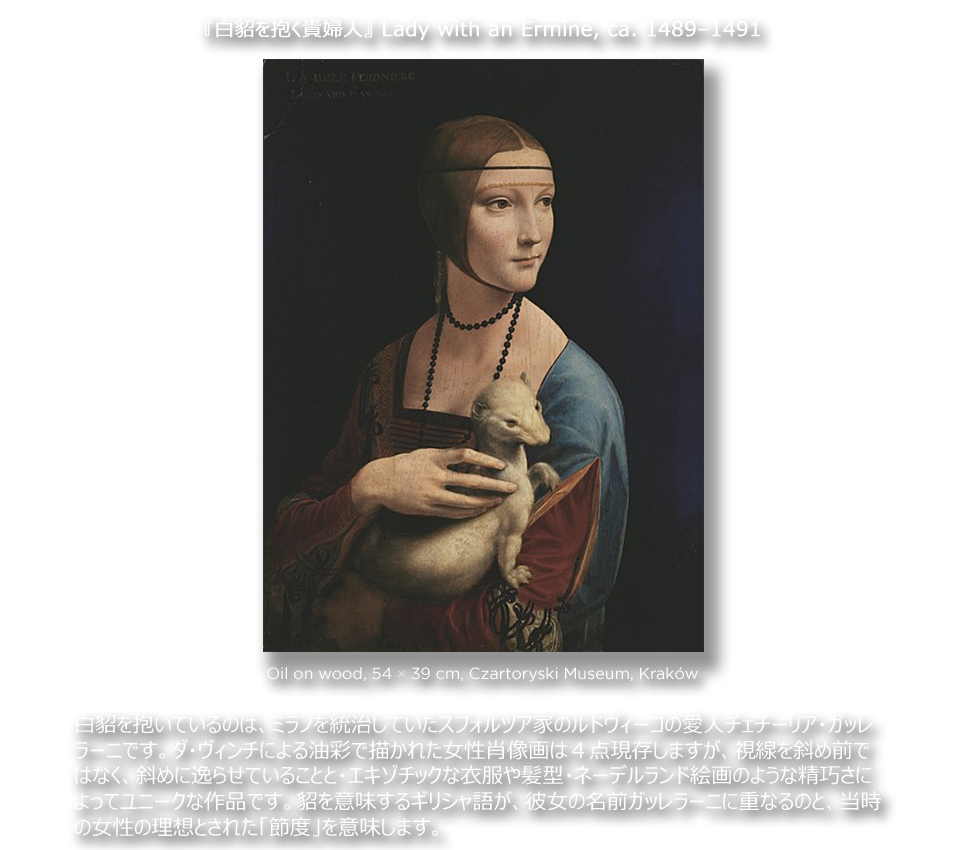 『白貂を抱く貴婦人』 Lady with an Ermine, ca. 1489–1491
LA BELE FERONIERE
LEONARD D'AWINCI
Oil on wood, 54 × 39 cm, Czartoryski Museum, Kraków
白貂を抱いているのは、ミラノを統治していたスフォルツア家のルドヴィーゴの愛人チェチーリア・ガッレ
ラーニです。ダ・ヴィンチによる油彩で描かれた女性肖像画は４点現存しますが、視線を斜め前で
はなく、斜めに逸らせていることと・エキゾチックな衣服や髪型・ネーデルランド絵画のような精巧さに
よってユニークな作品です。貂を意味するギリシャ語が、彼女の名前ガッレラーニに重なるのと、当時
の女性の理想とされた「節度」を意味します。